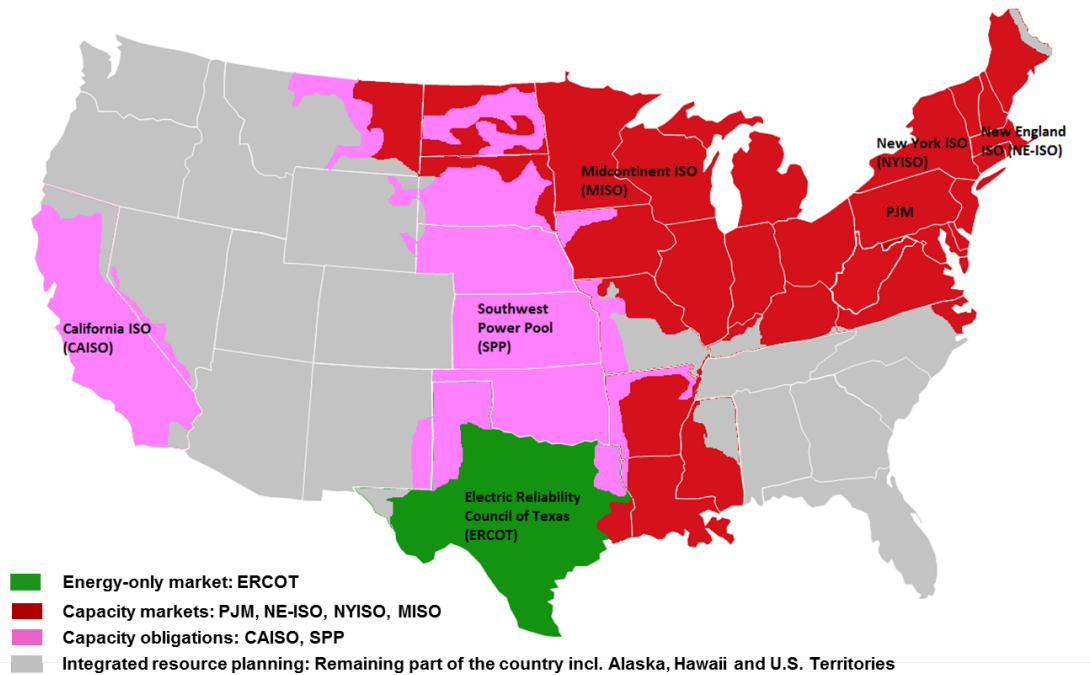 Midcontinent ISO
(MISO)
New York ISO
(NYISO)
New England
ISO (NE-ISO)
PJM
California ISO
(CAISO)
Southwest
Power Pool
(SPP)
Electric Reliability
Council of Texas
(ERCOT)
Energy-only market: ERCOT
Capacity markets: PJM, NE-ISO, NYISO, MISO
Capacity obligations: CAISO, SPP
Integrated resource planning: Remaining part of the country incl. Alaska, Hawaii and U.S. Territories